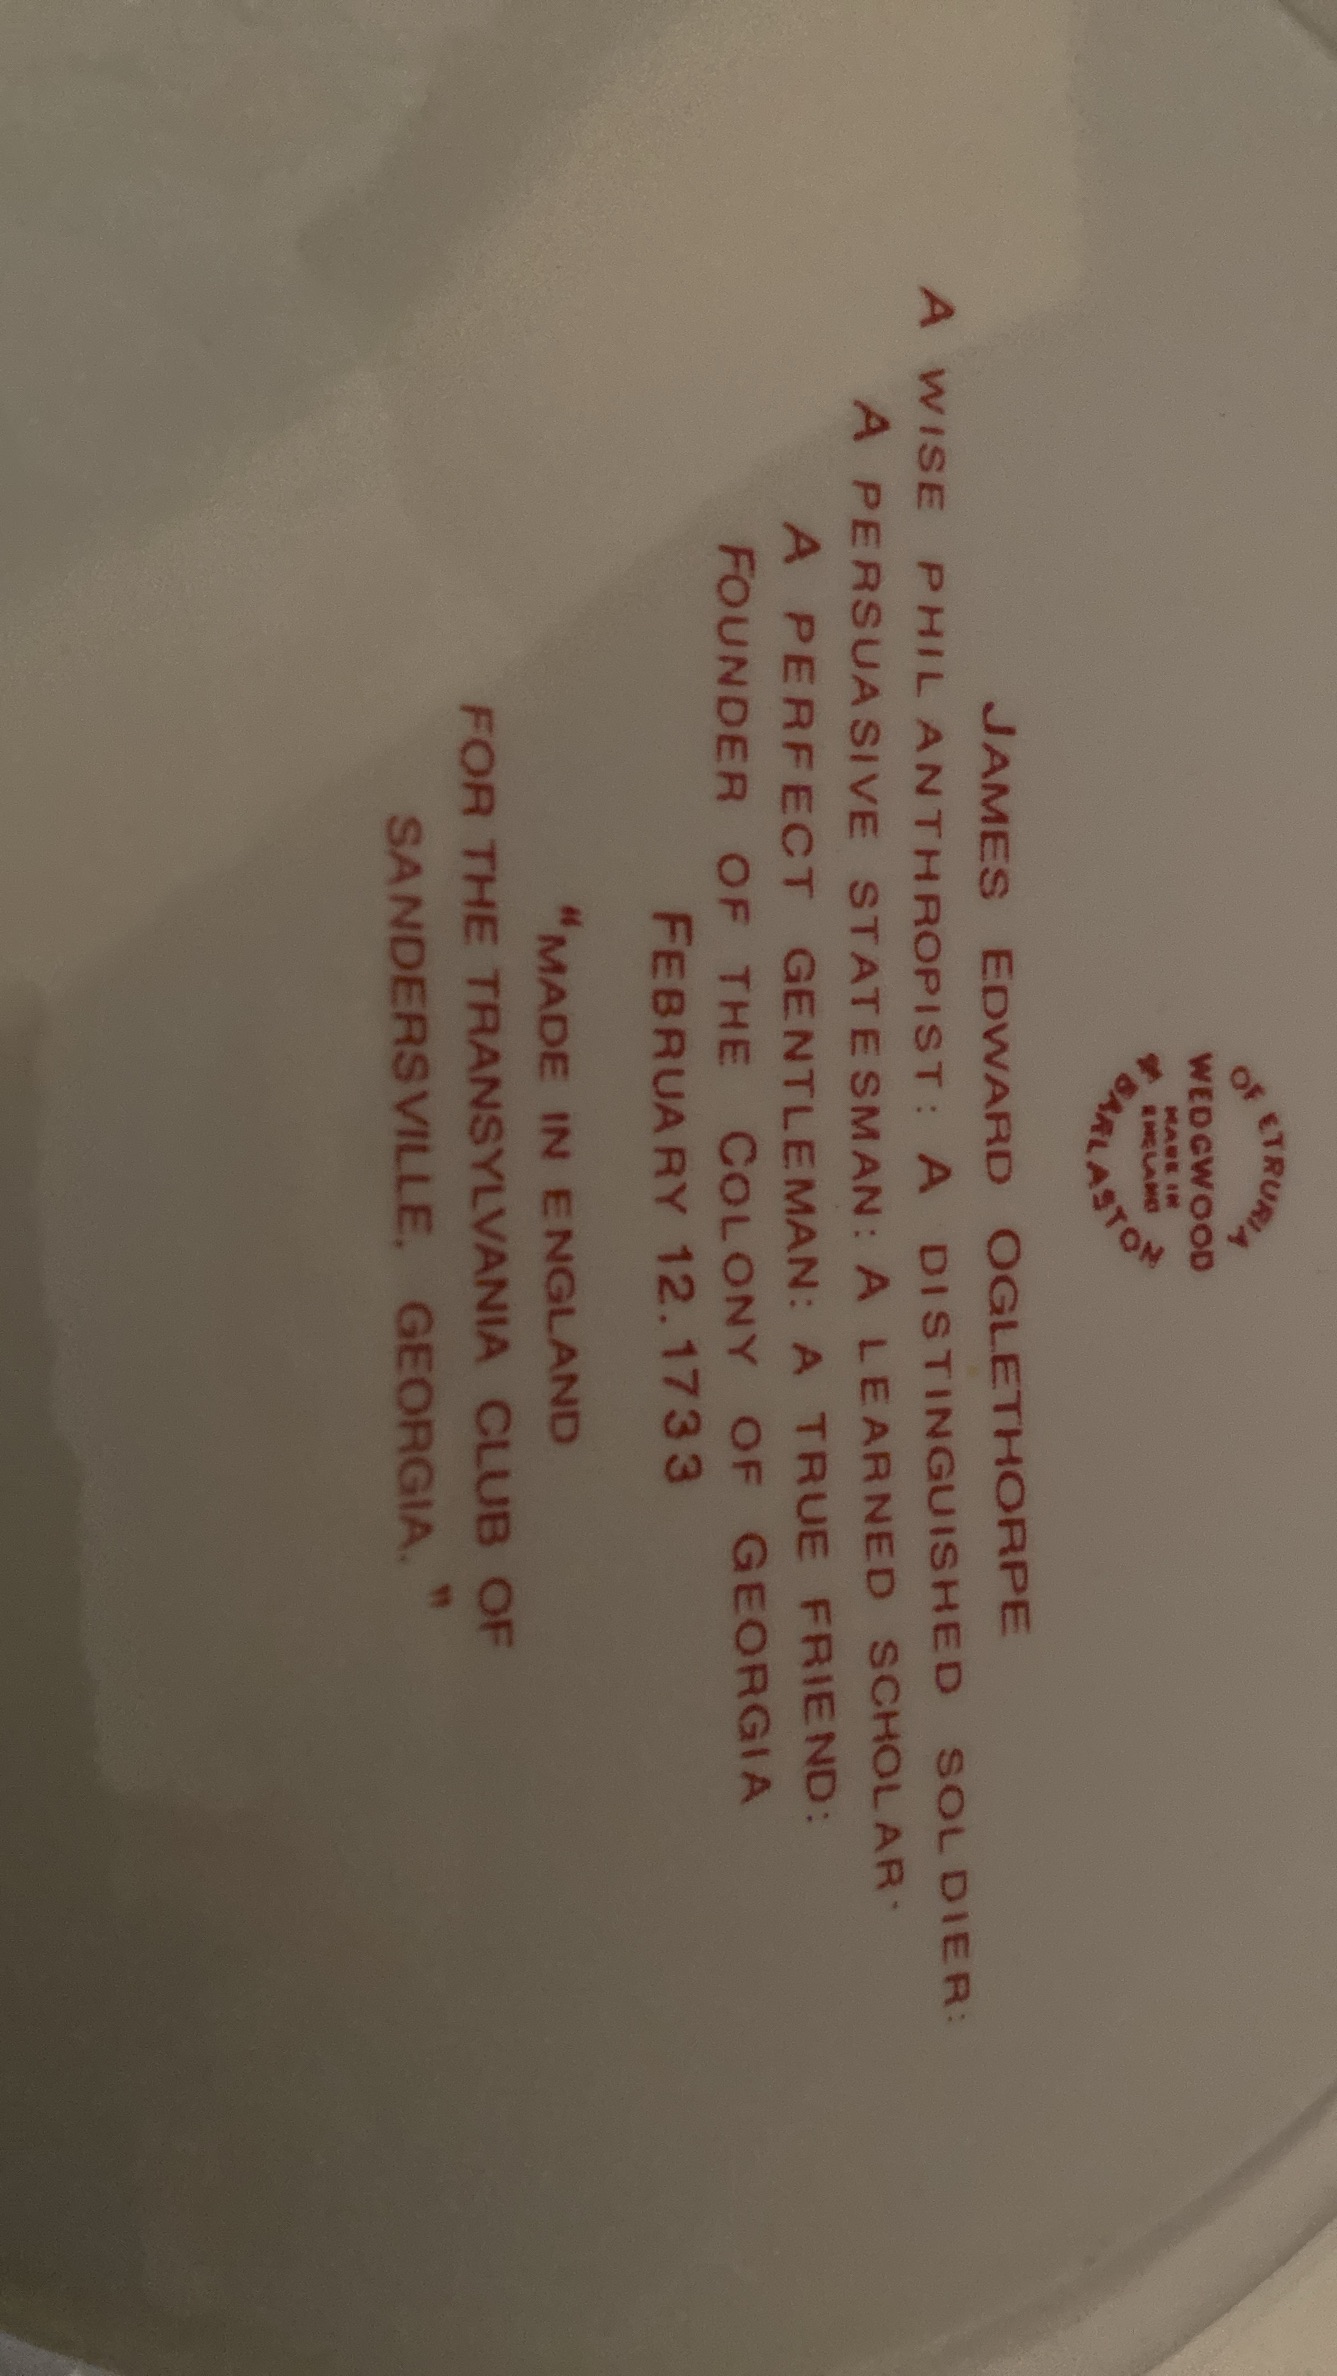 OF ETRURIA
WEDGWOOD
MADE IN
ENGLAND
& BARLASTON
JAMES EDWARD OGLETHORPE
A WISE PHILANTHROPIST: A DISTINGUISHED SOLDIER:
A PERSUASIVE STATESMAN: A LEARNED SCHOLAR.
A PERFECT GENTLEMAN: A TRUE FRIEND:
FOUNDER OF THE COLONY OF GEORGIA
FEBRUARY 12. 1733
"MADE IN ENGLAND
FOR THE TRANSYLVANIA CLUB OF
SANDERSVILLE, GEORGIA."